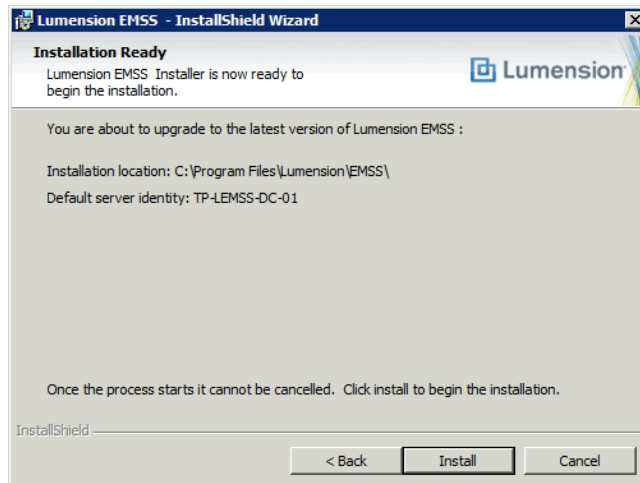 Lumension EMSS - InstallShield Wizard
Installation Ready
Lumension EMSS Installer is now ready to
begin the installation.
Lumension
You are about to upgrade to the latest version of Lumension EMSS :
Installation location: C:\Program Files\Lumension\EMSS\
Default server identity: TP-LEMSS-DC-01
Once the process starts it cannot be cancelled. Click install to begin the installation.
InstallShield
< Back
Install
Cancel